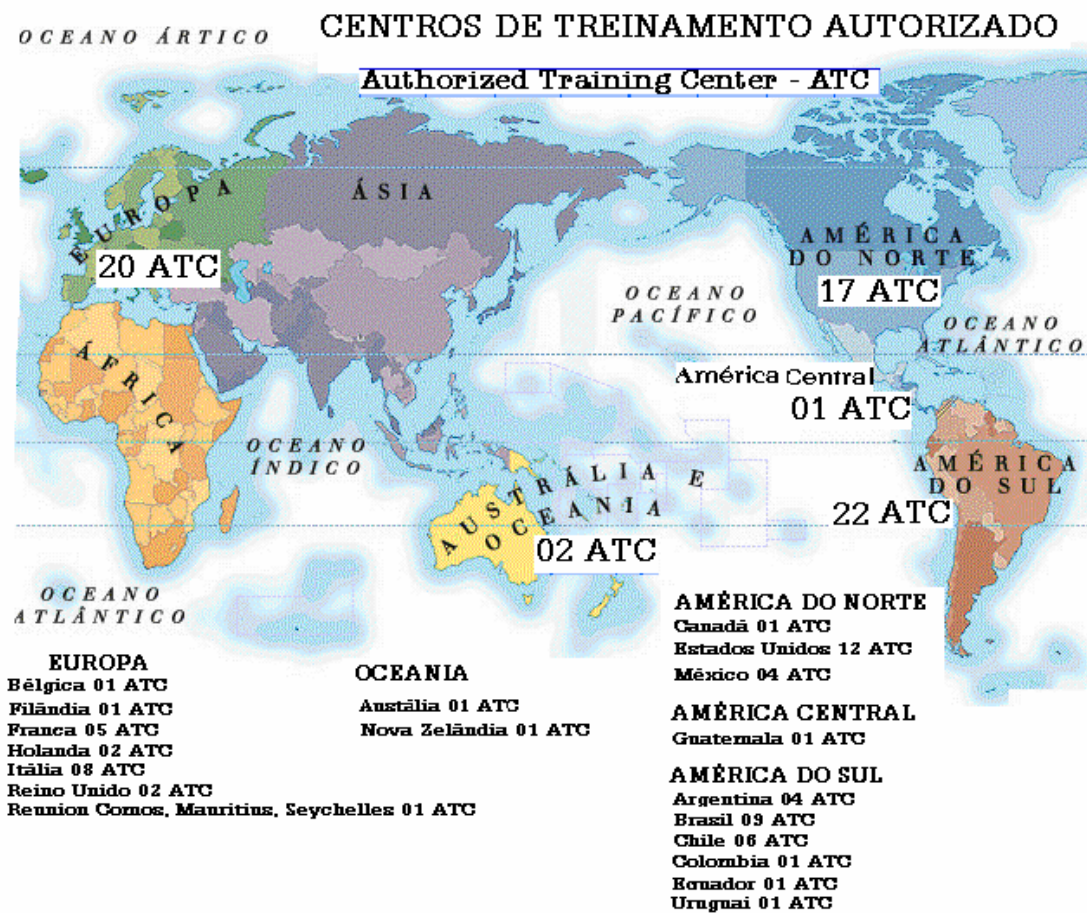 CENTROS DE TREINAMENTO AUTORIZADO
OCEANO ÁRTICO
Authorized Training Center - ATC
EUROPA
20 ATC
ÁSIA
AMÉRICA
DO NORTE
17 ATC
OCEANO
PACÍFICO
OCEANO
ATLÂNTICO
América Central
01 ATC
ÁFRICA
OCEANO
ÍNDICO
AUSTRÁLIA E
OCEANIA
02 ATC
AMÉRICA
DO SUL
22 ATC
OCEANO
ATLÂNTICO
EUROPA
Bélgica 01 ATC
Filândia 01 ATC
Franca 05 ATC
Holanda 02 ATC
Itália 08 ATC
Reino Unido 02 ATC
Reunion Comos, Mauritius, Seychelles 01 ATC
OCEANIA
Austália 01 ATC
Nova Zelândia 01 ATC
AMÉRICA DO NORTE
Canadá 01 ATC
Estados Unidos 12 ATC
México 04 ATC
AMÉRICA CENTRAL
Guatemala 01 ATC
AMÉRICA DO SUL
Argentina 04 ATC
Brasil 09 ATC
Chile 06 ATC
Colombia 01 ATC
Equador 01 ATC
Uruguai 01 ATC